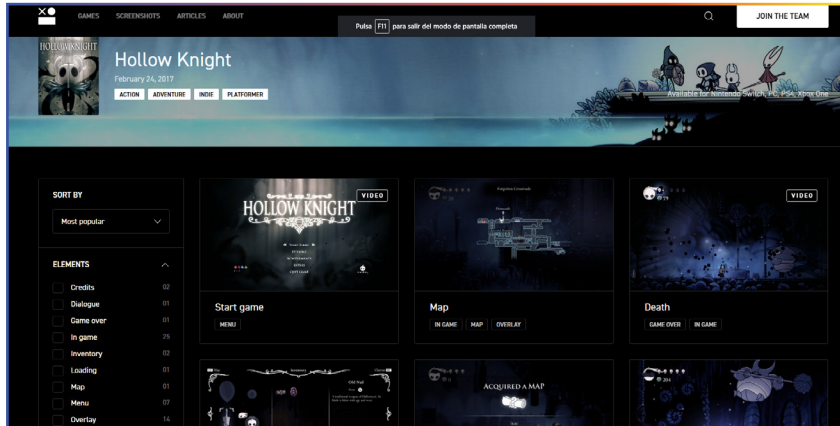 GAMES SCREENSHOTS ARTICLES ABOUT
Pulsa F11 para salir del modo de pantalla completa
JOIN THE TEAM
HOLLOW KNIGHT
Hollow Knight
February 24, 2017
ACTION ADVENTURE INDIE PLATFORMER
Available for Nintendo Switch, PC, PS4, Xbox One
SORT BY
Most popular
ELEMENTS
Credits 02
Dialogue 01
Game over 01
In game 25
Inventory 02
Loading 01
Map 01
Menu 07
Overlay 14
VIDEO
HOLLOW KNIGHT
Start game
MENU
Forgotten Crossroads
Map
IN GAME MAP OVERLAY
VIDEO
Death
GAME OVER IN GAME
Inventory
ACQUIRED A MAP